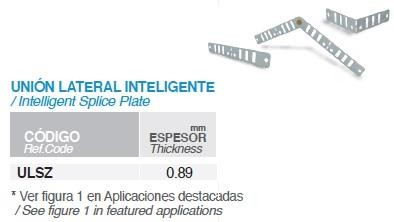 UNIÓN LATERAL INTELIGENTE
/ Intelligent Splice Plate
CÓDIGO
Ref.Code
mm
ESPESOR
Thickness
ULSZ
0.89
* Ver figura 1 en Aplicaciones destacadas
/ See figure 1 in featured applications